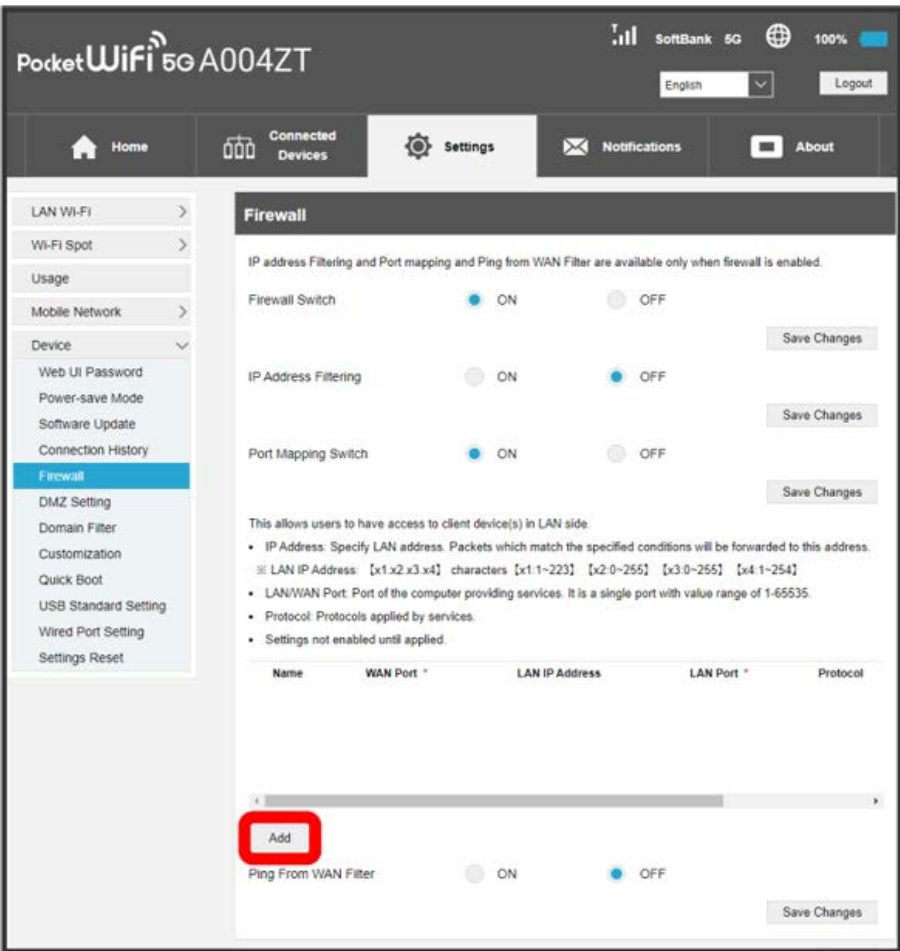 SoftBank 5G 100%
PocketWiFi 5G A004ZT
English Logout
Home Connected Devices Settings Notifications About
LAN Wi-Fi
Wi-Fi Spot
Usage
Mobile Network
Device
Web UI Password
Power-save Mode
Software Update
Connection History
Firewall
DMZ Setting
Domain Filter
Customization
Quick Boot
USB Standard Setting
Wired Port Setting
Settings Reset
Firewall
IP address Filtering and Port mapping and Ping from WAN Filter are available only when firewall is enabled.
Firewall Switch ON OFF
Save Changes
IP Address Filtering ON OFF
Save Changes
Port Mapping Switch ON OFF
Save Changes
This allows users to have access to client device(s) in LAN side.
• IP Address: Specify LAN address. Packets which match the specified conditions will be forwarded to this address.
※ LAN IP Address: 【x1.x2.x3.x4】 characters【x1:1~223】 【x2:0~255】 【x3:0~255】 【x4:1~254】
• LAN/WAN Port: Port of the computer providing services. It is a single port with value range of 1-65535.
• Protocol: Protocols applied by services.
• Settings not enabled until applied.
Name WAN Port * LAN IP Address LAN Port * Protocol
Add
Ping From WAN Filter ON OFF
Save Changes